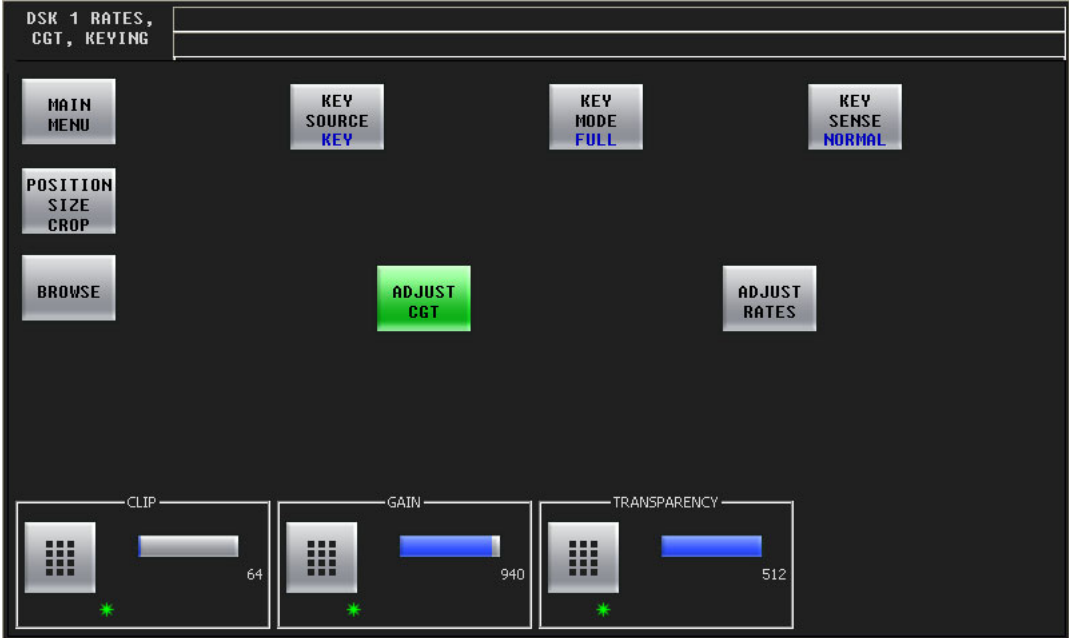 DSK 1 RATES,
CGT, KEYING
MAIN
MENU
KEY
SOURCE
KEY
KEY
MODE
FULL
KEY
SENSE
NORMAL
POSITION
SIZE
CROP
BROWSE
ADJUST
CGT
ADJUST
RATES
CLIP
64
GAIN
940
TRANSPARENCY
512